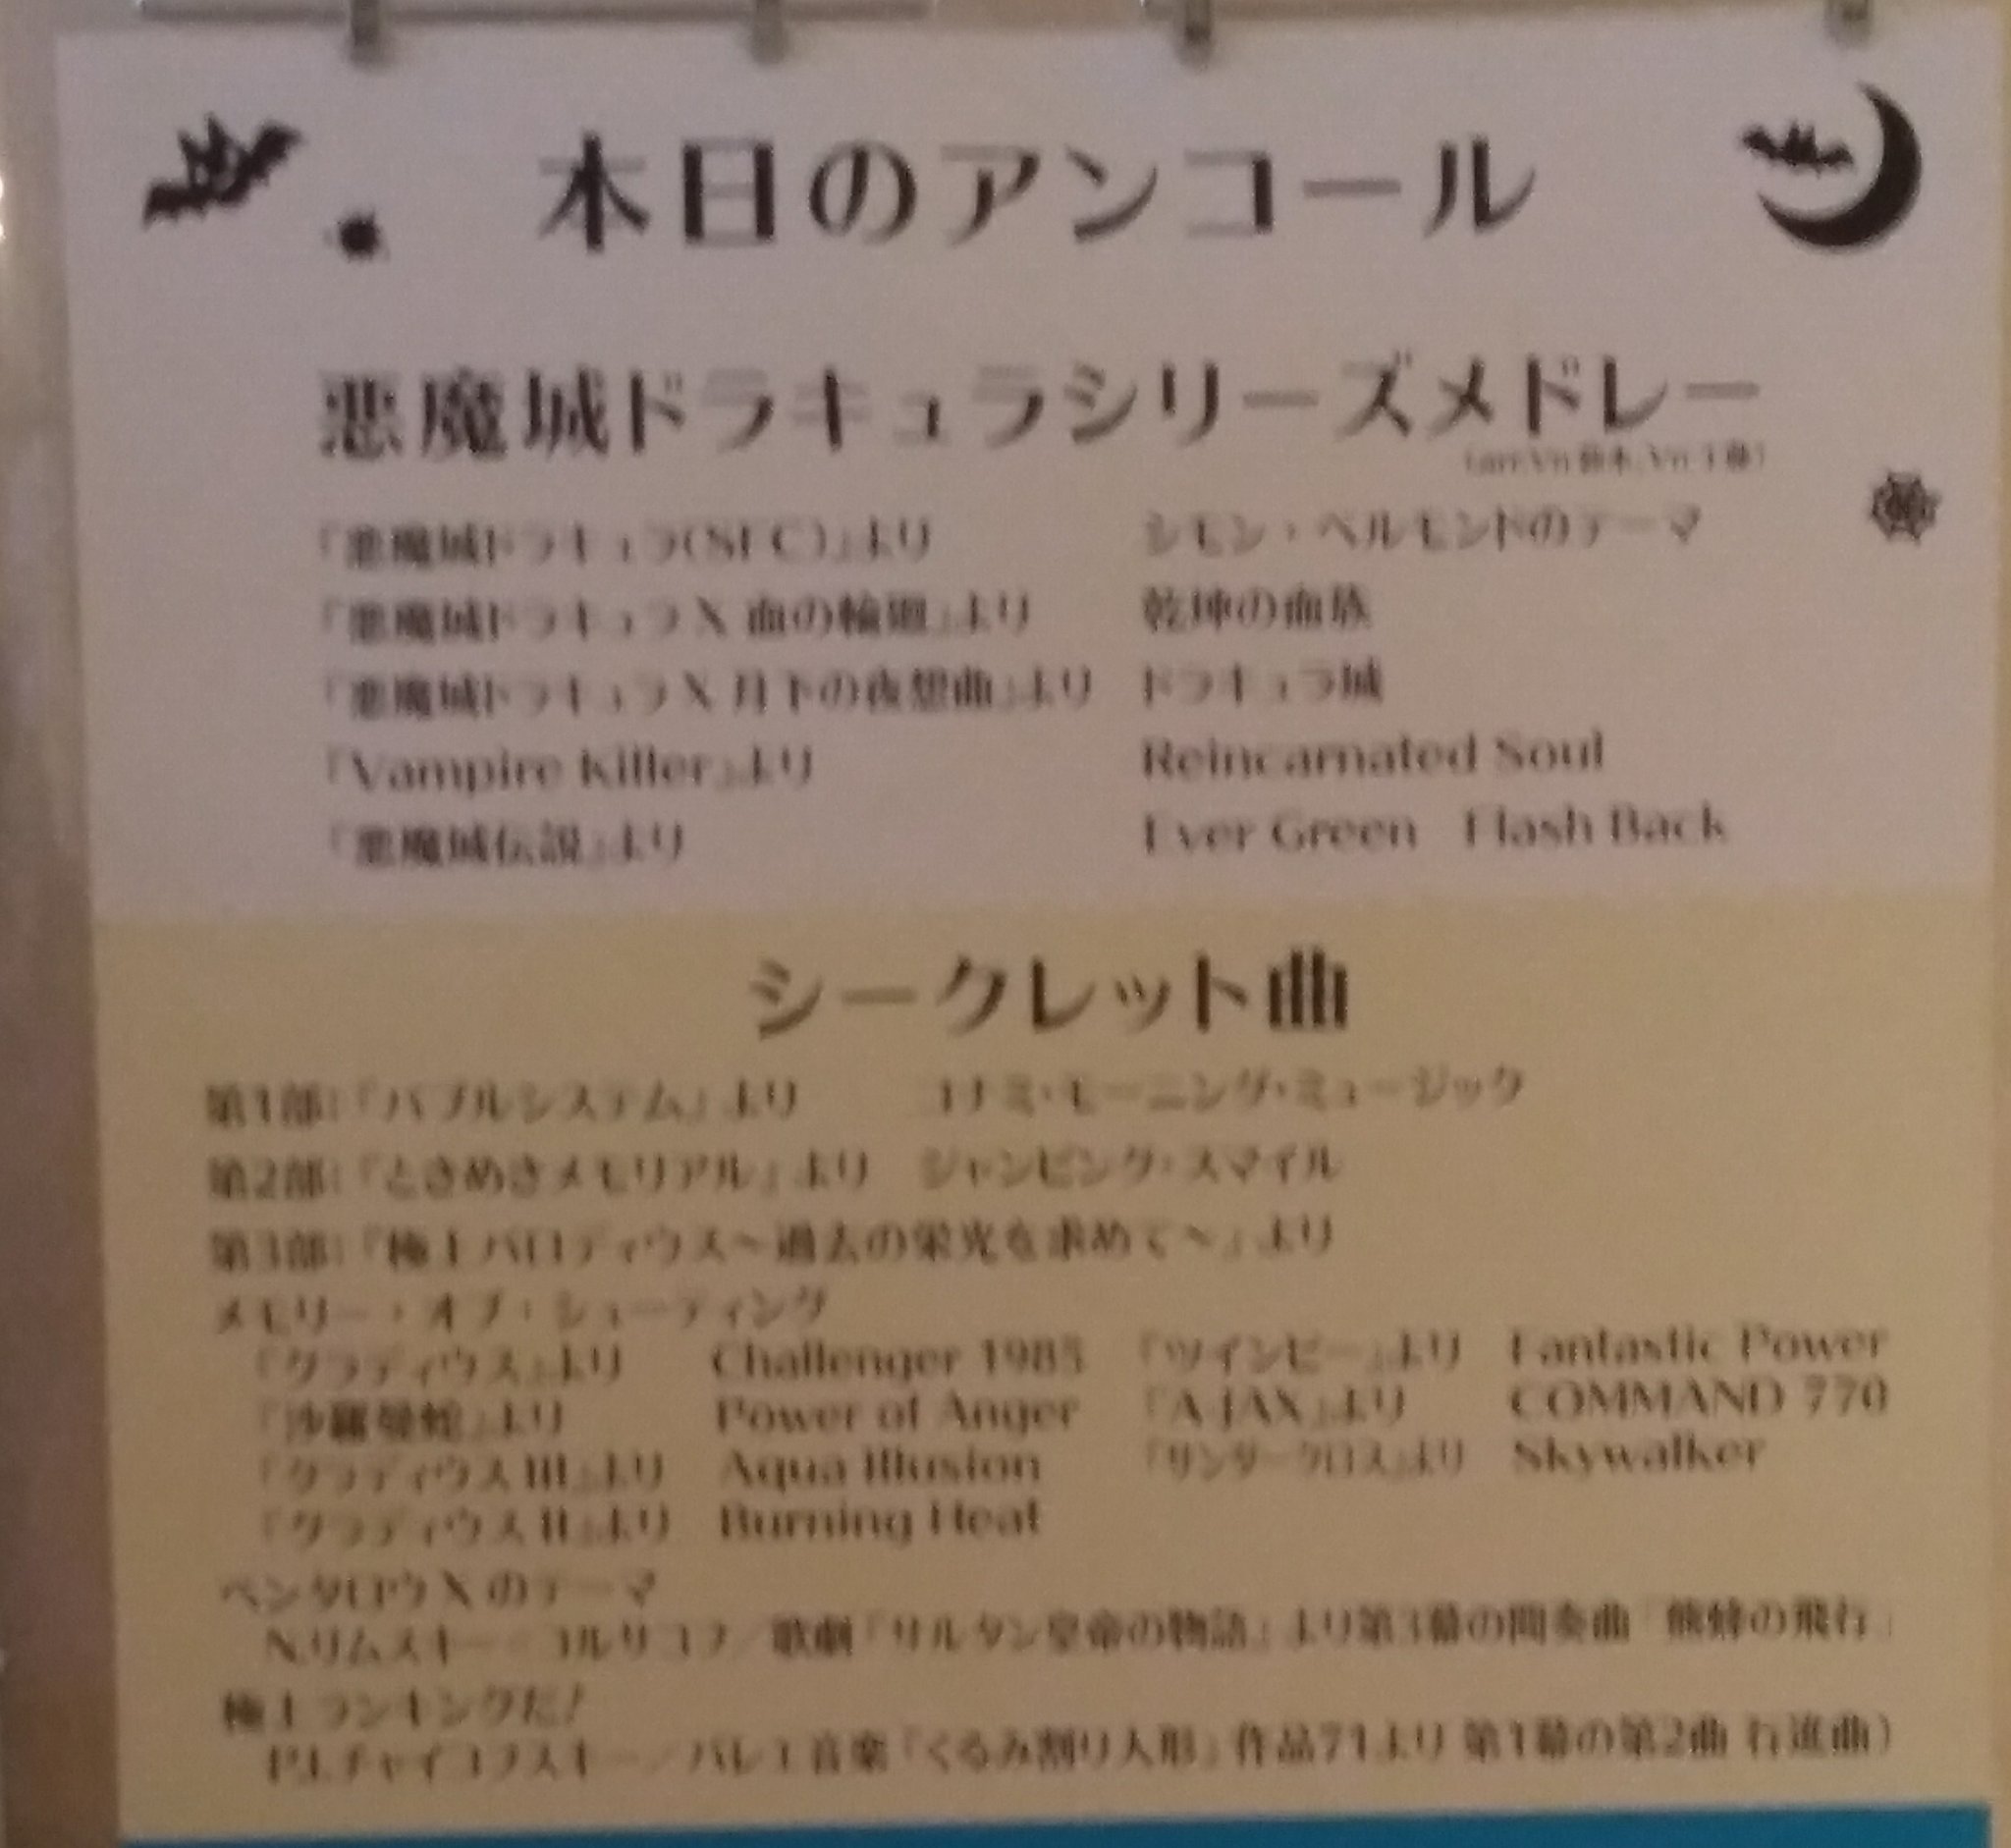 本日のアンコール
悪魔城ドラキュラシリーズメドレー
『悪魔城ドラキュラ(SFC)』より シモン・ベルモンドのテーマ
『悪魔城ドラキュラX 血の輪廻』より 乾坤の血族
『悪魔城ドラキュラX 月下の夜想曲』より ドラキュラ城
『Vampire Killer』より Reincarnated Soul
『悪魔城伝説』より Ever Green Flash Back
シークレット曲
第1部:『バブルシステム』より コナミ・モーニング・ミュージック
第2部:『ときめきメモリアル』より ジャンピング・スマイル
第3部:『極上パロディウス〜過去の栄光を求めて〜』より
メモリー・オブ・シューティング
『グラディウス』より Challenger 1985 『ツインビー』より Fantastic Power
『沙羅曼蛇』より Power of Anger 『A-JAX』より COMMAND 770
『グラディウスIII』より Aqua Illusion 『サンダークロス』より Skywalker
『グラディウスII』より Burning Heat
ペンタロウXのテーマ
N.リムスキー=コルサコフ/歌劇『サルタン皇帝の物語』より第3幕の間奏曲「熊蜂の飛行」
極上ランキングだ!
P.I.チャイコフスキー/バレエ音楽『くるみ割り人形』作品71より 第1幕の第2曲 行進曲)